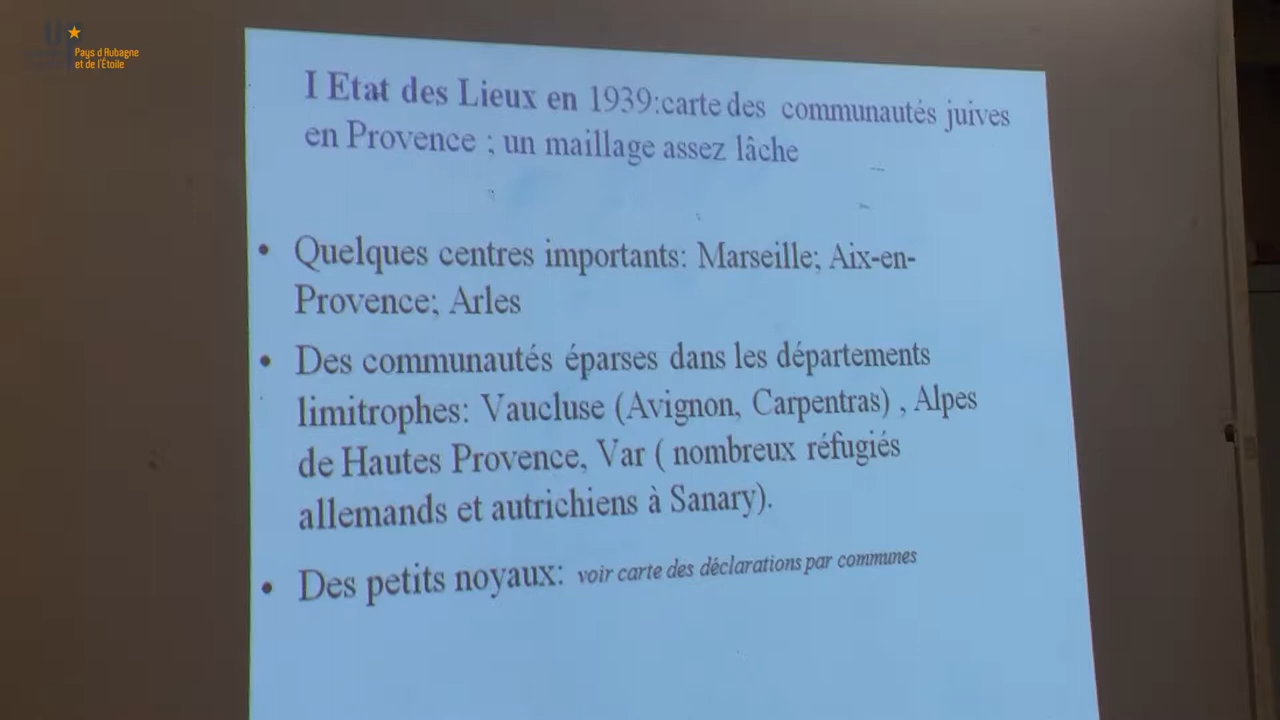 Pays d'Aubagne
et de l'Étoile
I Etat des Lieux en 1939:carte des communautés juives
en Provence ; un maillage assez lâche
• Quelques centres importants: Marseille; Aix-en-
Provence; Arles
• Des communautés éparses dans les départements
limitrophes: Vaucluse (Avignon, Carpentras) , Alpes
de Hautes Provence, Var ( nombreux réfugiés
allemands et autrichiens à Sanary).
• Des petits noyaux: voir carte des déclarations par communes